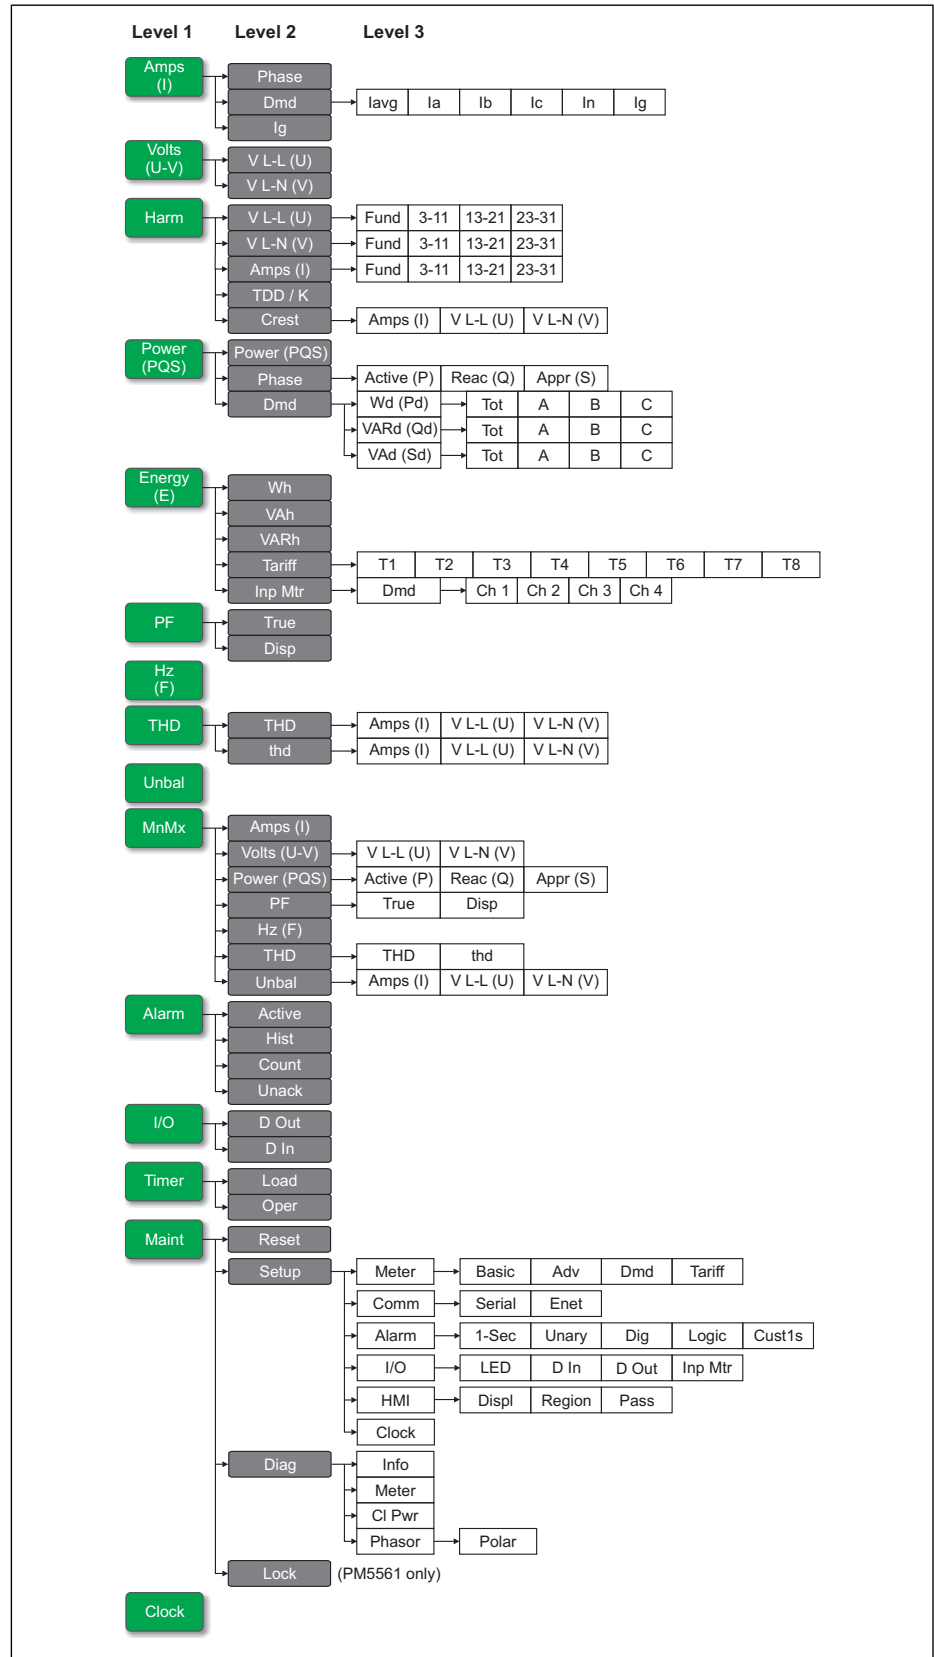 Level 1 Level 2 Level 3
Amps
(I)
Phase
Dmd Iavg Ia Ib Ic In Ig
Ig
Volts
(U-V)
V L-L (U)
V L-N (V)
Harm V L-L (U) Fund 3-11 13-21 23-31
V L-N (V) Fund 3-11 13-21 23-31
Amps (I) Fund 3-11 13-21 23-31
TDD / K
Crest Amps (I) V L-L (U) V L-N (V)
Power
(PQS)
Power (PQS)
Phase Active (P) Reac (Q) Appr (S)
Dmd Wd (Pd) Tot A B C
VARd (Qd) Tot A B C
VAd (Sd) Tot A B C
Energy
(E)
Wh
VAh
VARh
Tariff T1 T2 T3 T4 T5 T6 T7 T8
Inp Mtr Dmd Ch 1 Ch 2 Ch 3 Ch 4
PF True
Disp
Hz
(F)
THD THD Amps (I) V L-L (U) V L-N (V)
thd Amps (I) V L-L (U) V L-N (V)
Unbal
MnMx Amps (I)
Volts (U-V) V L-L (U) V L-N (V)
Power (PQS) Active (P) Reac (Q) Appr (S)
PF True Disp
Hz (F)
THD THD thd
Unbal Amps (I) V L-L (U) V L-N (V)
Alarm Active
Hist
Count
Unack
I/O D Out
D In
Timer Load
Oper
Maint Reset
Setup Meter Basic Adv Dmd Tariff
Comm Serial Enet
Alarm 1-Sec Unary Dig Logic Cust1s
I/O LED D In D Out Inp Mtr
HMI Displ Region Pass
Clock
Diag Info
Meter
Cl Pwr
Phasor Polar
Lock (PM5561 only)
Clock